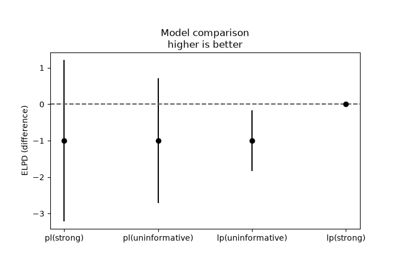 Model comparison
higher is better
ELPD (difference)
1
0
−1
−2
−3
pl(strong)
pl(uninformative)
lp(uninformative)
lp(strong)